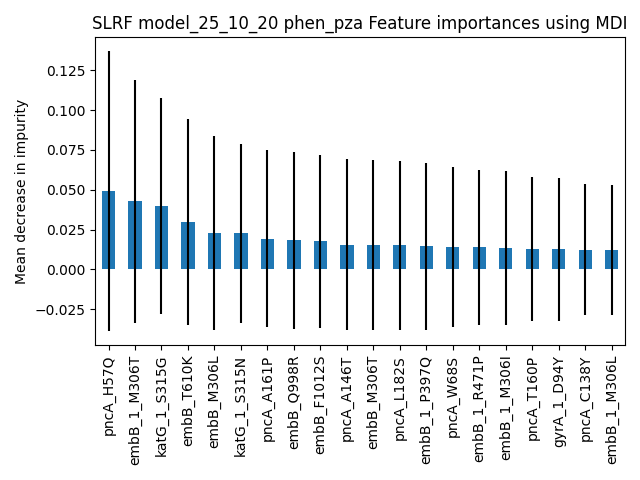 SLRF model_25_10_20 phen_pza Feature importances using MDI
Mean decrease in impurity
0.125
0.100
0.075
0.050
0.025
0.000
−0.025
pncA_H57Q
embB_1_M306T
katG_1_S315G
embB_T610K
embB_M306L
katG_1_S315N
pncA_A161P
embB_Q998R
embB_F1012S
pncA_A146T
embB_M306T
pncA_L182S
embB_1_P397Q
pncA_W68S
embB_1_R471P
embB_1_M306I
pncA_T160P
gyrA_1_D94Y
pncA_C138Y
embB_1_M306L